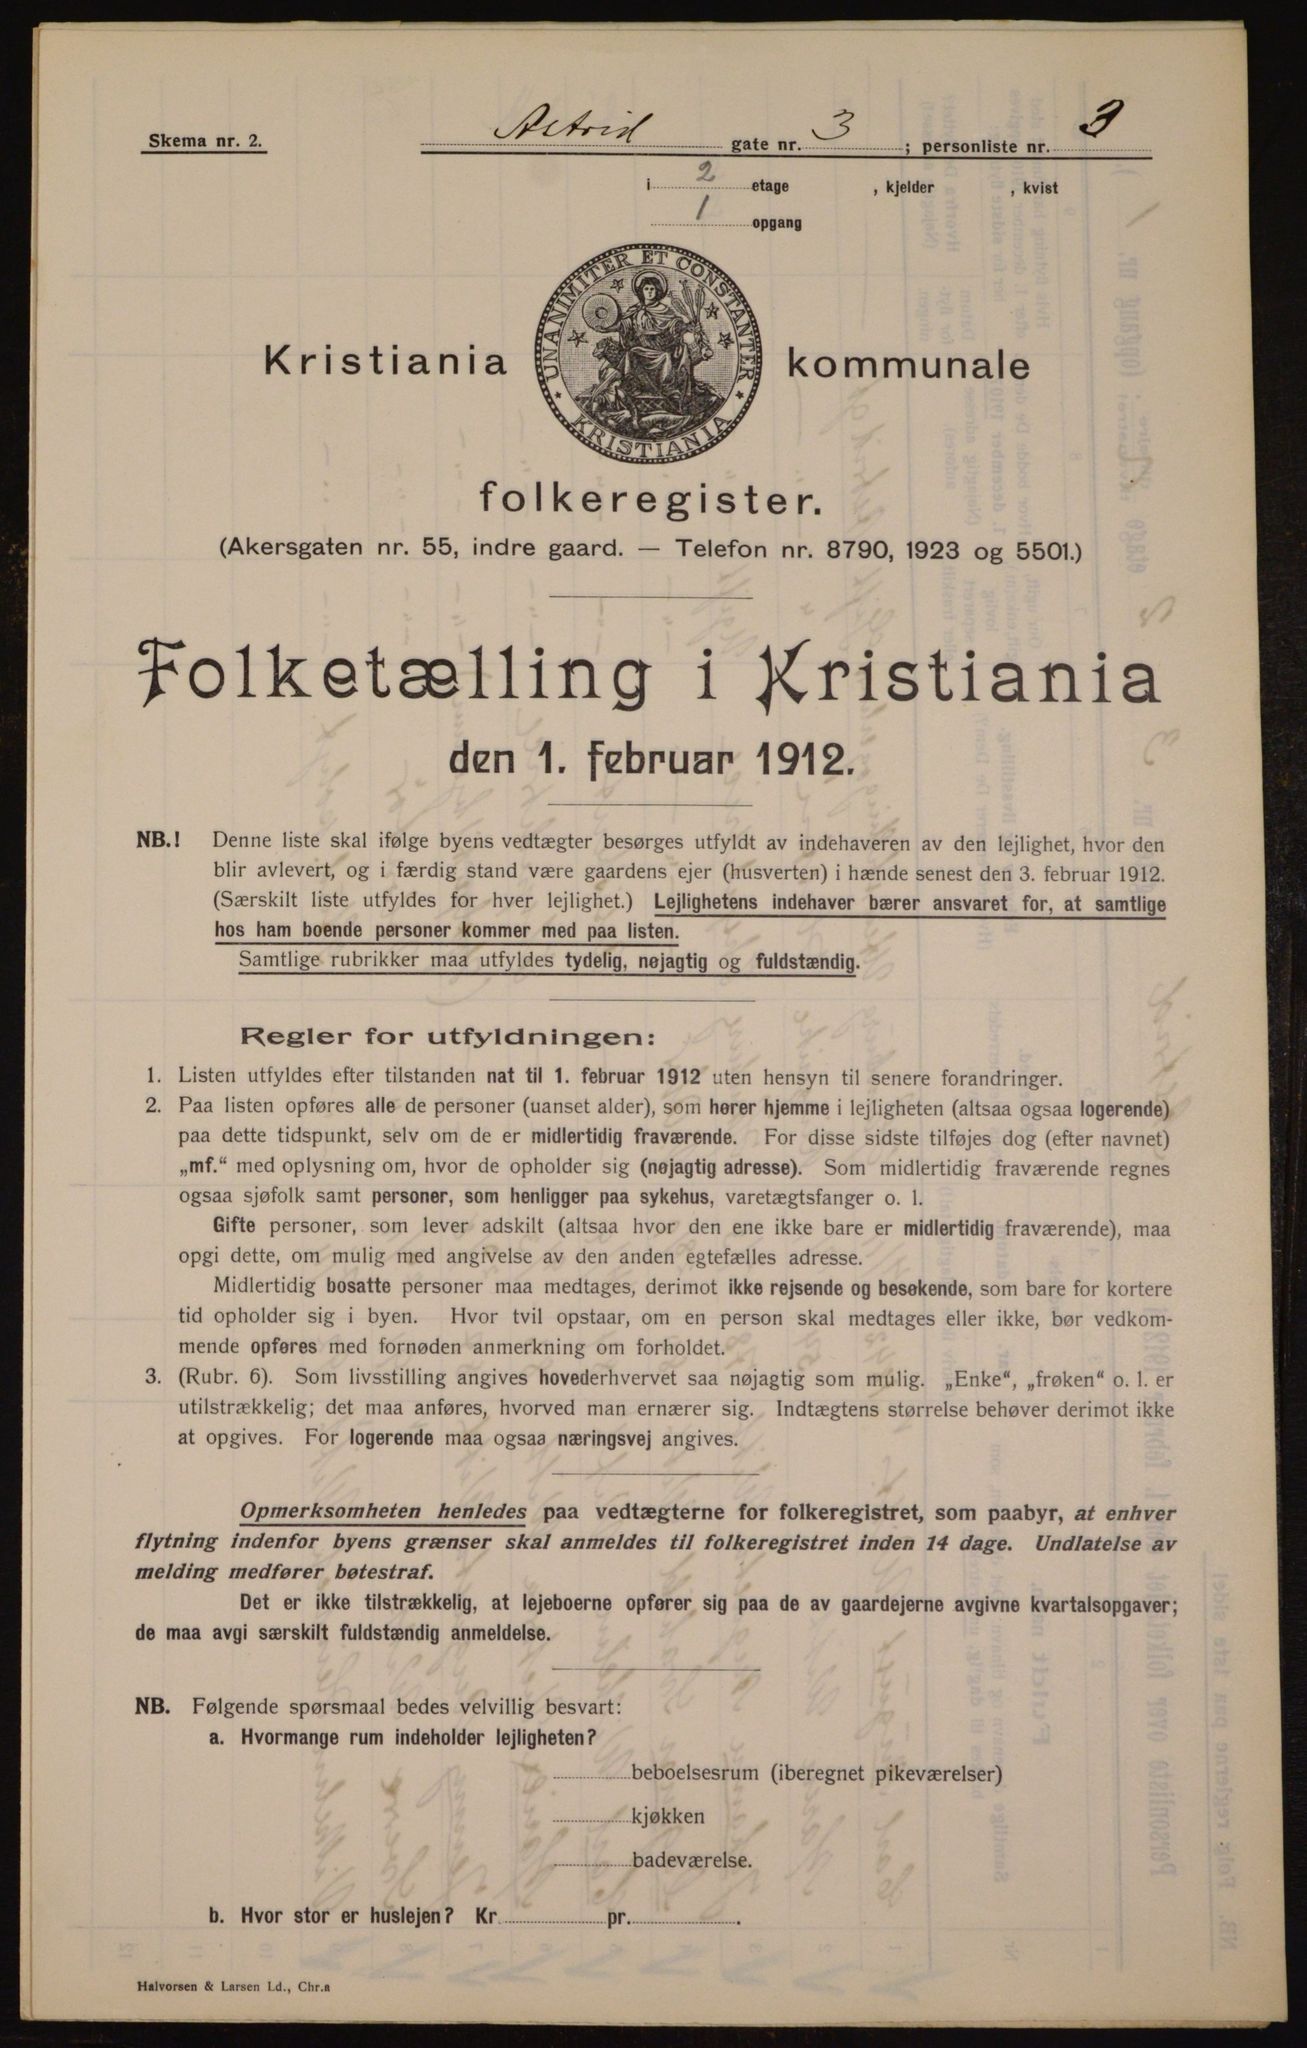 Skema nr. 2.
Astrid gate nr. 3 ; personliste nr. 3
i 2 etage , kjelder , kvist
1 opgang
UNANIMITER ET CONSTANTER
KRISTIANIA
Kristiania kommunale
folkeregister.
(Akersgaten nr. 55, indre gaard. — Telefon nr. 8790, 1923 og 5501.)
Folketælling i Kristiania
den 1. februar 1912.
NB.! Denne liste skal ifølge byens vedtægter besørges utfyldt av indehaveren av den lejlighet, hvor den
blir avlevert, og i færdig stand være gaardens ejer (husverten) i hænde senest den 3. februar 1912.
(Særskilt liste utfyldes for hver lejlighet.) Lejlighetens indehaver bærer ansvaret for, at samtlige
hos ham boende personer kommer med paa listen.
Samtlige rubrikker maa utfyldes tydelig, nøjagtig og fuldstændig.
Regler for utfyldningen:
1. Listen utfyldes efter tilstanden nat til 1. februar 1912 uten hensyn til senere forandringer.
2. Paa listen opføres alle de personer (uanset alder), som hører hjemme i lejligheten (altsaa ogsaa logerende)
paa dette tidspunkt, selv om de er midlertidig fraværende. For disse sidste tilføjes dog (efter navnet)
„mf.“ med oplysning om, hvor de opholder sig (nøjagtig adresse). Som midlertidig fraværende regnes
ogsaa sjøfolk samt personer, som henligger paa sykehus, varetægtsfanger o. l.
Gifte personer, som lever adskilt (altsaa hvor den ene ikke bare er midlertidig fraværende), maa
opgi dette, om mulig med angivelse av den anden egtefælles adresse.
Midlertidig bosatte personer maa medtages, derimot ikke rejsende og besøkende, som bare for kortere
tid opholder sig i byen. Hvor tvil opstaar, om en person skal medtages eller ikke, bør vedkom-
mende opføres med fornøden anmerkning om forholdet.
3. (Rubr. 6). Som livsstilling angives hovederhvervet saa nøjagtig som mulig. „Enke“, „frøken“ o. l. er
utilstrækkelig; det maa anføres, hvorved man ernærer sig. Indtægtens størrelse behøver derimot ikke
at opgives. For logerende maa ogsaa næringsvej angives.
Opmerksomheten henledes paa vedtægterne for folkeregistret, som paabyr, at enhver
flytning indenfor byens grænser skal anmeldes til folkeregistret inden 14 dage. Undlatelse av
melding medfører bøtestraf.
Det er ikke tilstrækkelig, at lejeboerne opfører sig paa de av gaardejerne avgivne kvartalsopgaver;
de maa avgi særskilt fuldstændig anmeldelse.
NB. Følgende spørsmaal bedes velvillig besvart:
a. Hvormange rum indeholder lejligheten?
beboelsesrum (iberegnet pikeværelser)
kjøkken
badeværelse.
b. Hvor stor er huslejen? Kr. pr. .
Halvorsen & Larsen Ld., Chr.a